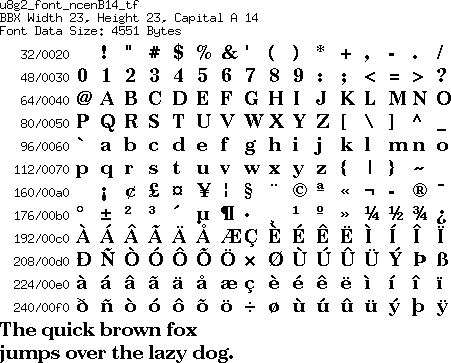 u8g2_font_ncenB14_tf
BBX Width 23, Height 23, Capital A 14
Font Data Size: 4551 Bytes
32/0020 ! " # $ % & ' ( ) * + , - . /
48/0030 0 1 2 3 4 5 6 7 8 9 : ; < = > ?
64/0040 @ A B C D E F G H I J K L M N O
80/0050 P Q R S T U V W X Y Z [ \ ] ^ _
96/0060 ` a b c d e f g h i j k l m n o
112/0070 p q r s t u v w x y z { | } ~
160/00a0 ¡ ¢ £ ¤ ¥ ¦ § ¨ © ª « ¬ - ® ¯
176/00b0 ° ± ² ³ ´ µ ¶ · ¸ ¹ º » ¼ ½ ¾ ¿
192/00c0 À Á Â Ã Ä Å Æ Ç È É Ê Ë Ì Í Î Ï
208/00d0 Ð Ñ Ò Ó Ô Õ Ö × Ø Ù Ú Û Ü Ý Þ ß
224/00e0 à á â ã ä å æ ç è é ê ë ì í î ï
240/00f0 ð ñ ò ó ô õ ö ÷ ø ù ú û ü ý þ ÿ
The quick brown fox
jumps over the lazy dog.